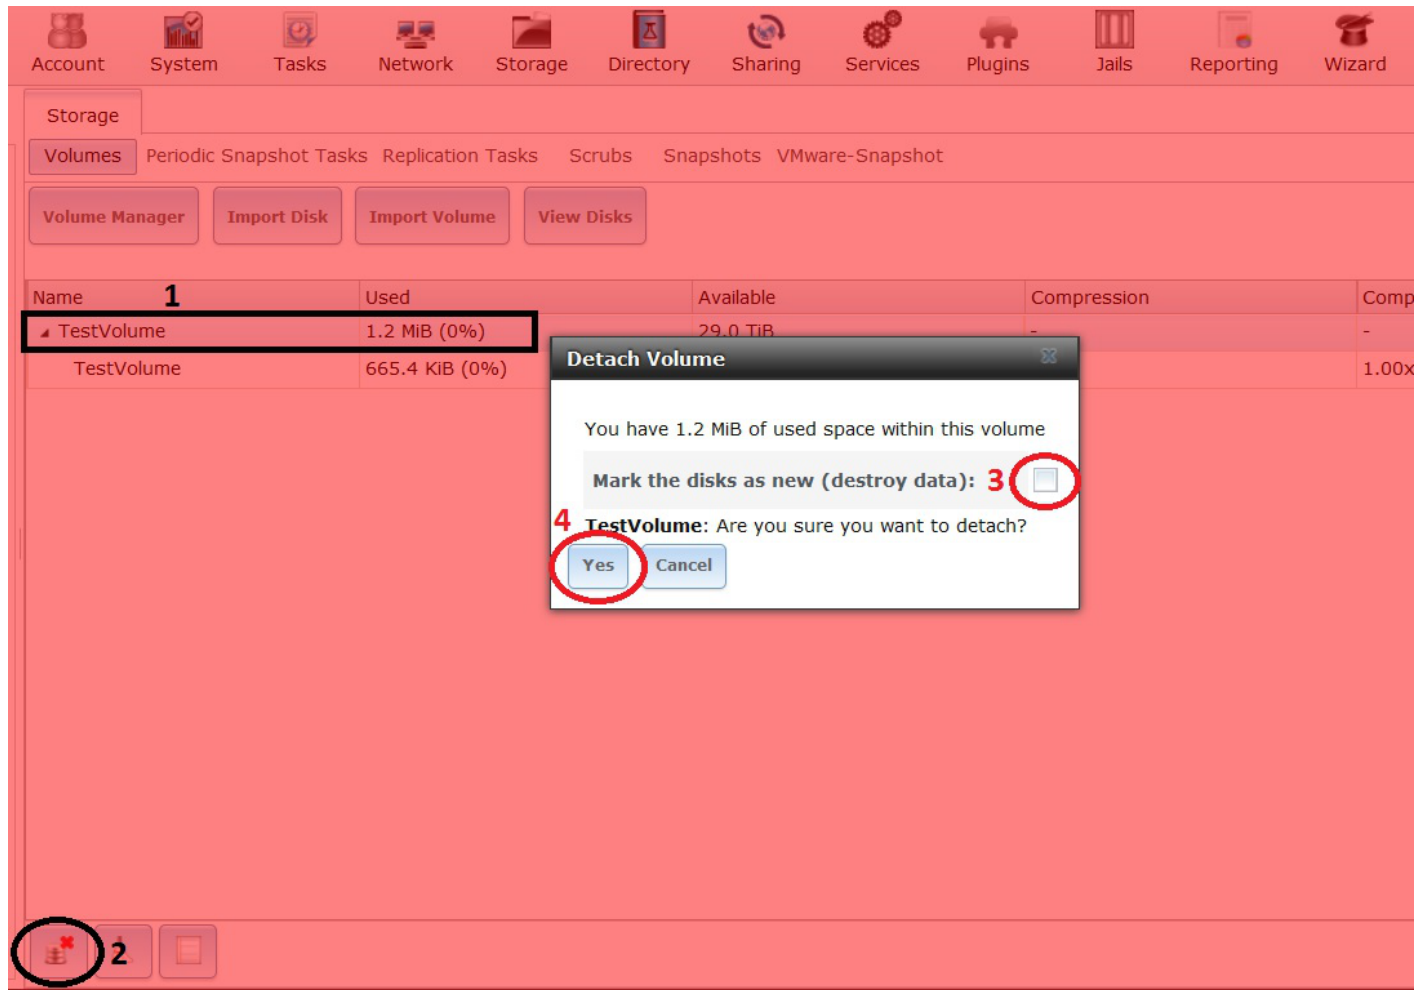 Account System Tasks Network Storage Directory Sharing Services Plugins Jails Reporting Wizard
Storage
Volumes Periodic Snapshot Tasks Replication Tasks Scrubs Snapshots VMware-Snapshot
Volume Manager Import Disk Import Volume View Disks
Name 1 Used Available Compression Comp
TestVolume 1.2 MiB (0%) 29.0 TiB - -
TestVolume 665.4 KiB (0%) 1.00x
Detach Volume
You have 1.2 MiB of used space within this volume
Mark the disks as new (destroy data): 3
4 TestVolume: Are you sure you want to detach?
Yes Cancel
2